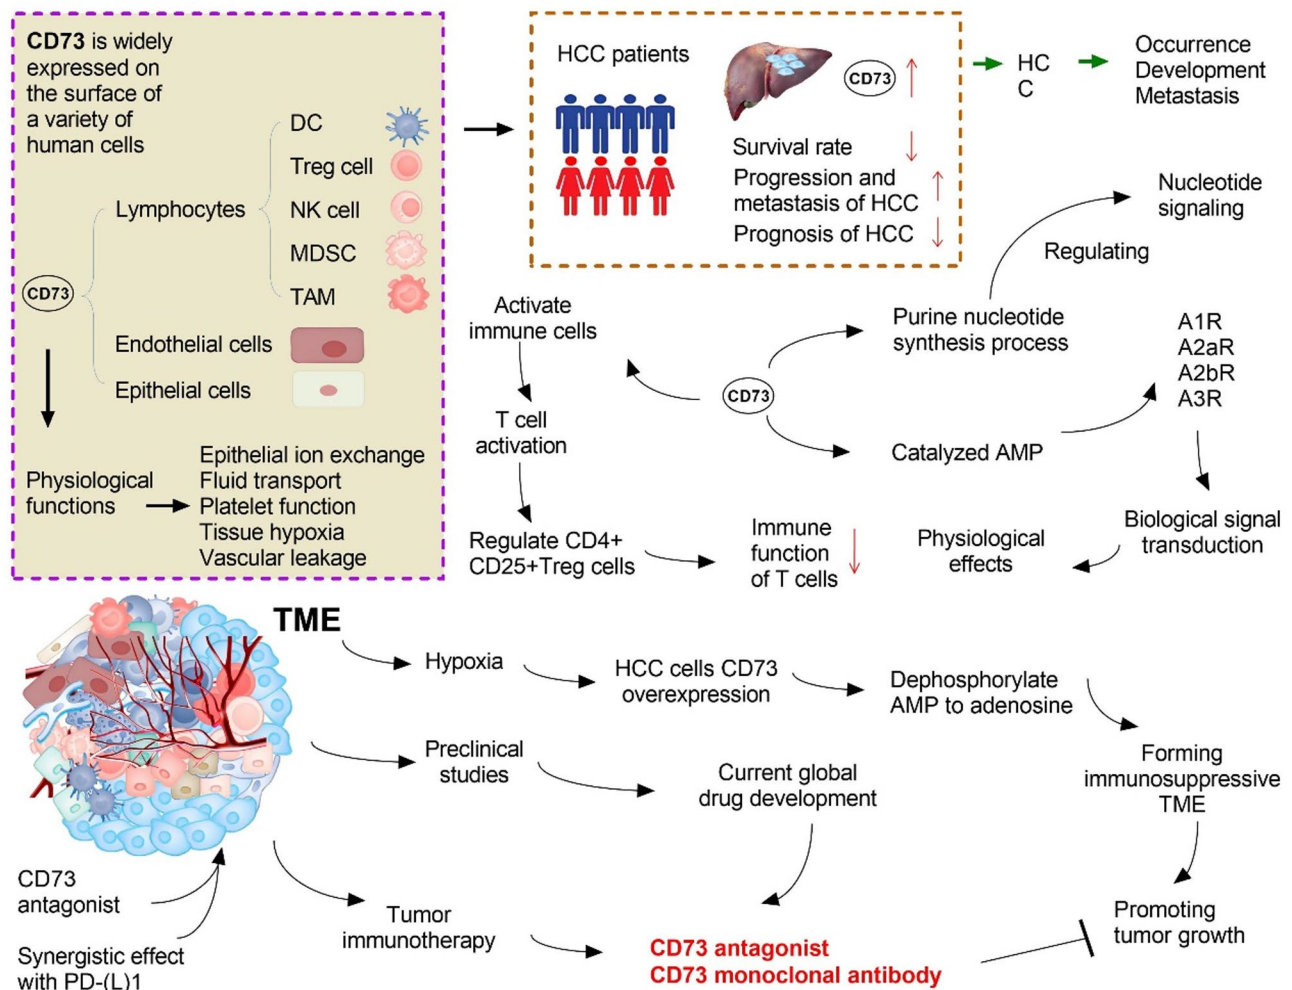 CD73 is widely
expressed on
the surface of
a variety of
human cells
DC
Treg cell
Lymphocytes
NK cell
MDSC
CD73
TAM
Endothelial cells
Epithelial cells
Physiological
functions
Epithelial ion exchange
Fluid transport
Platelet function
Tissue hypoxia
Vascular leakage
HCC patients
CD73
Survival rate
Progression and
metastasis of HCC
Prognosis of HCC
HC
C
Occurrence
Development
Metastasis
Nucleotide
signaling
Regulating
Activate
immune cells
Purine nucleotide
synthesis process
A1R
A2aR
A2bR
A3R
CD73
T cell
activation
Catalyzed AMP
Regulate CD4+
CD25+Treg cells
Immune
function
of T cells
Physiological
effects
Biological signal
transduction
TME
Hypoxia
HCC cells CD73
overexpression
Dephosphorylate
AMP to adenosine
Preclinical
studies
Current global
drug development
Forming
immunosuppressive
TME
CD73
antagonist
Synergistic effect
with PD-(L)1
Tumor
immunotherapy
CD73 antagonist
CD73 monoclonal antibody
Promoting
tumor growth